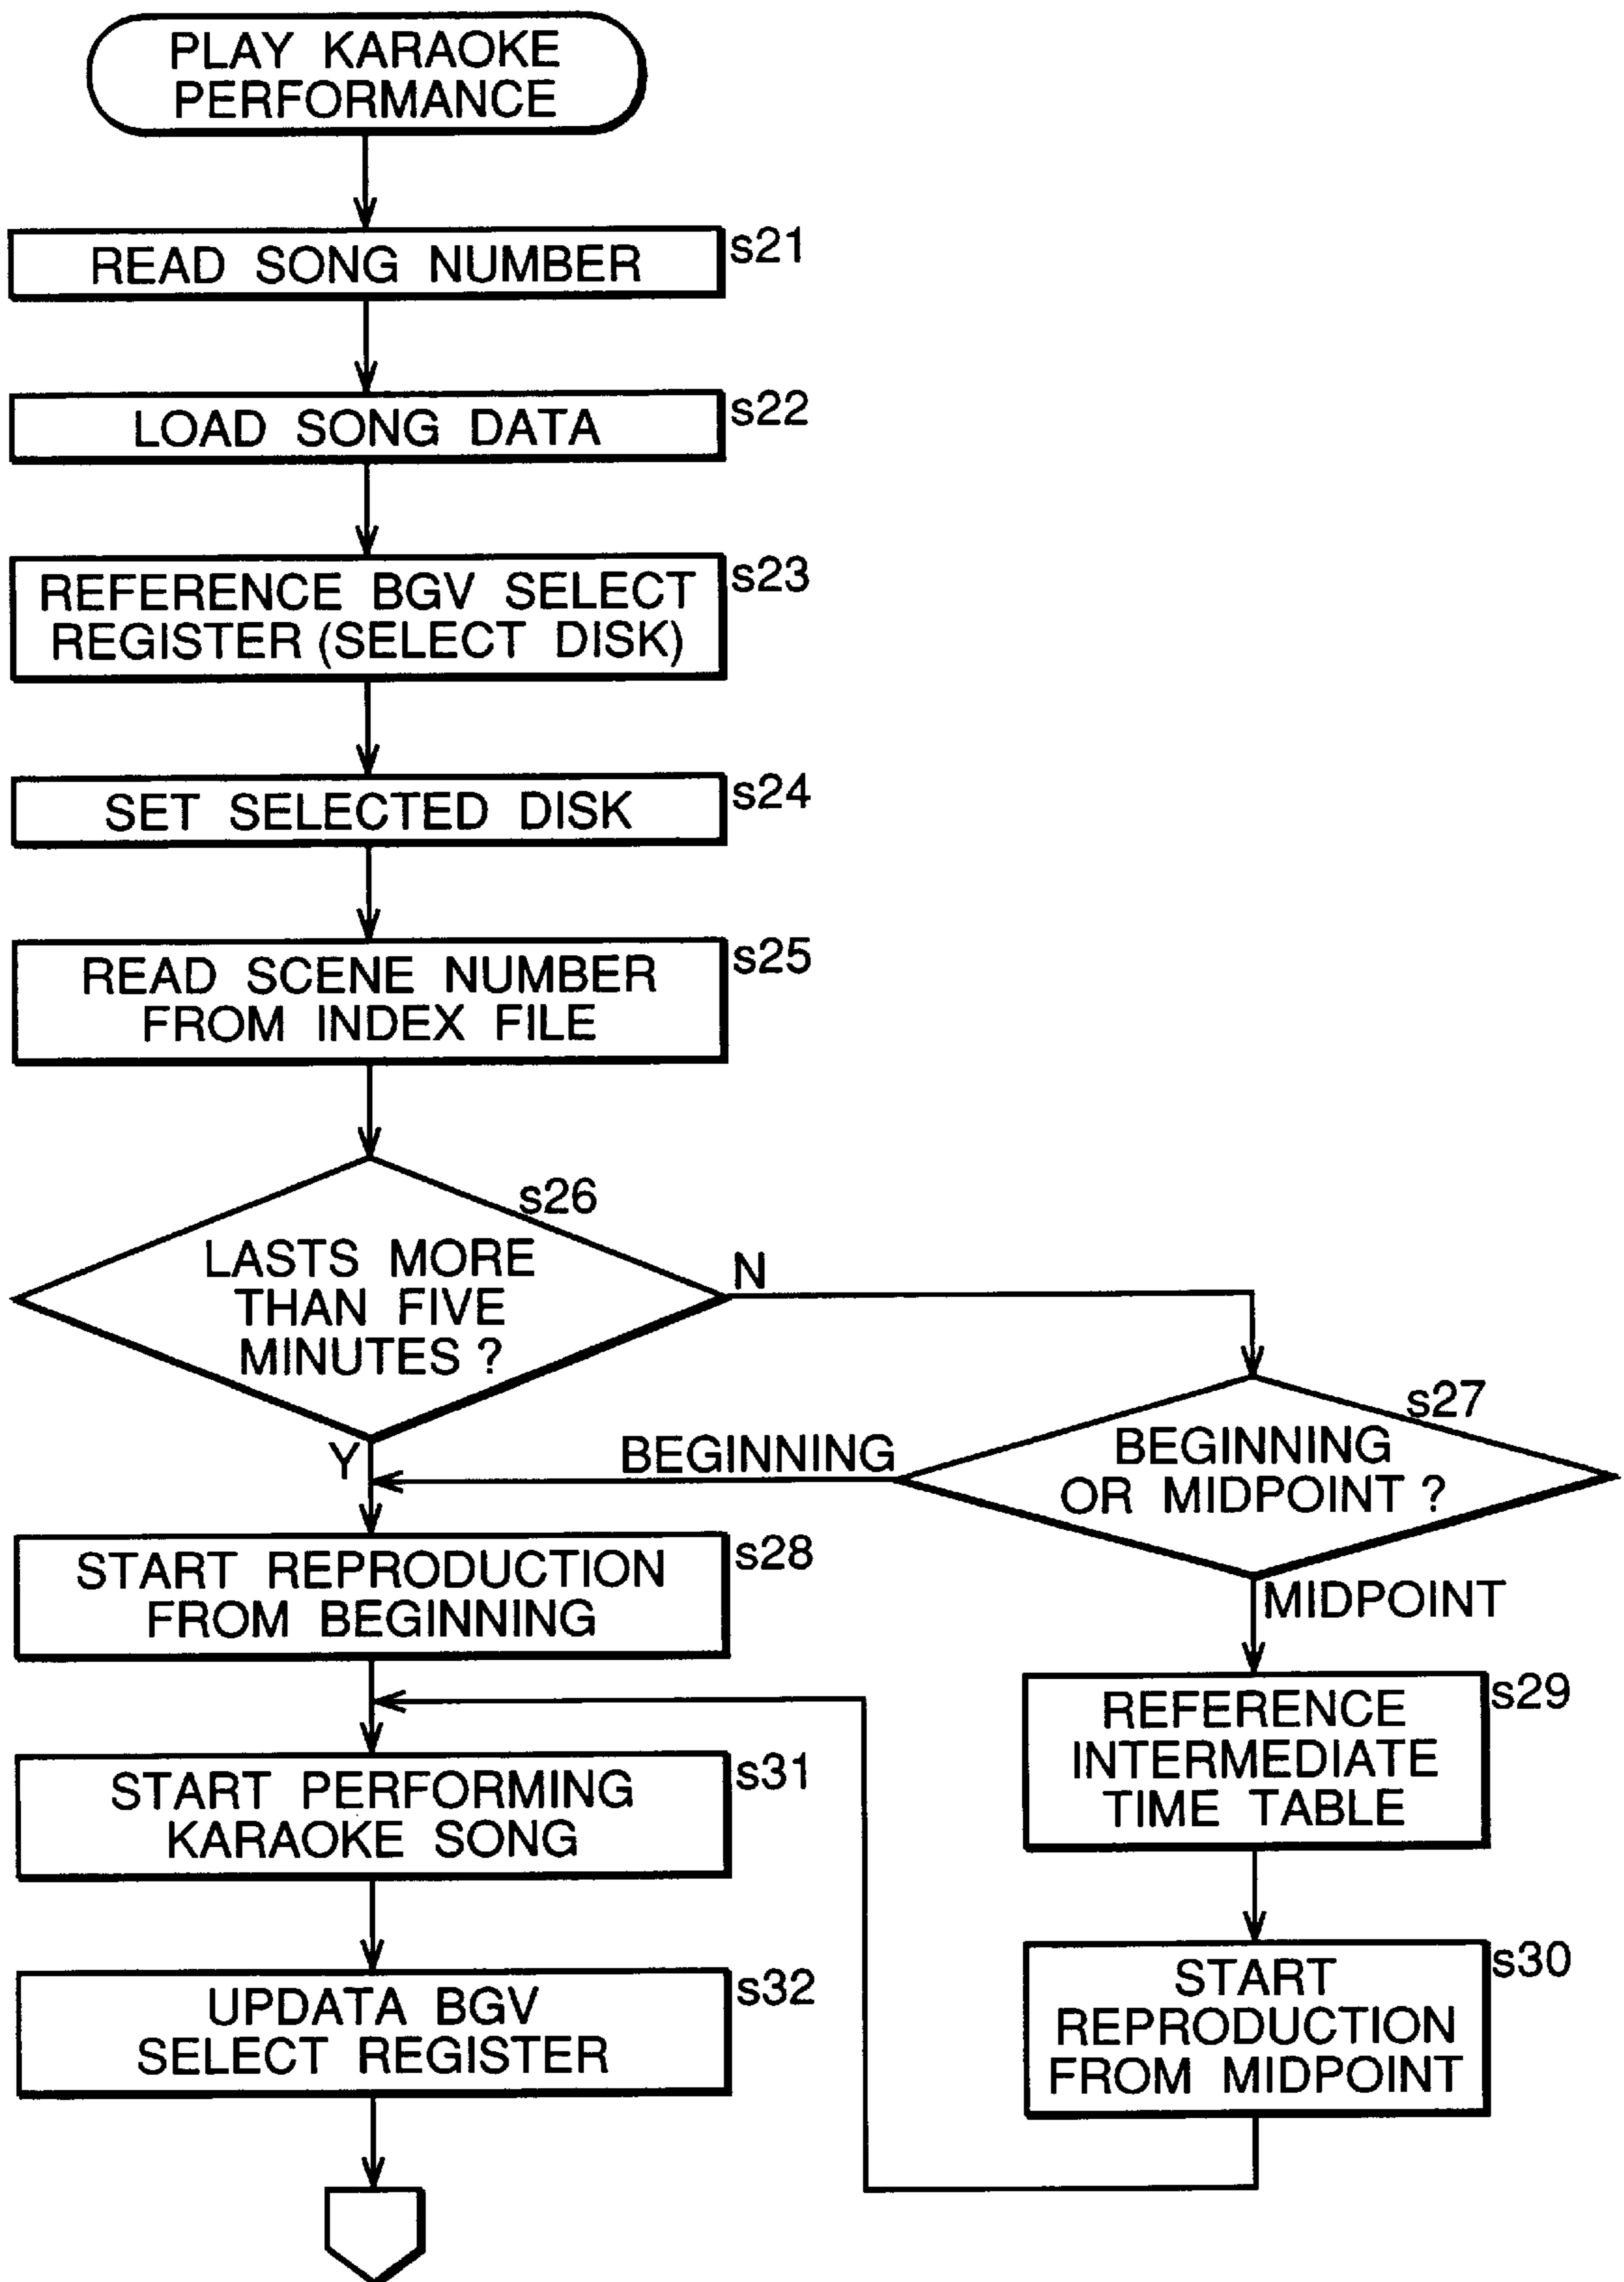 PLAY KARAOKE
PERFORMANCE
READ SONG NUMBER
s21
LOAD SONG DATA
s22
REFERENCE BGV SELECT
REGISTER (SELECT DISK)
s23
SET SELECTED DISK
s24
READ SCENE NUMBER
FROM INDEX FILE
s25
s26
LASTS MORE
THAN FIVE
MINUTES ?
N
Y
s27
BEGINNING
OR MIDPOINT ?
BEGINNING
MIDPOINT
START REPRODUCTION
FROM BEGINNING
s28
REFERENCE
INTERMEDIATE
TIME TABLE
s29
START
REPRODUCTION
FROM MIDPOINT
s30
START PERFORMING
KARAOKE SONG
s31
UPDATA BGV
SELECT REGISTER
s32